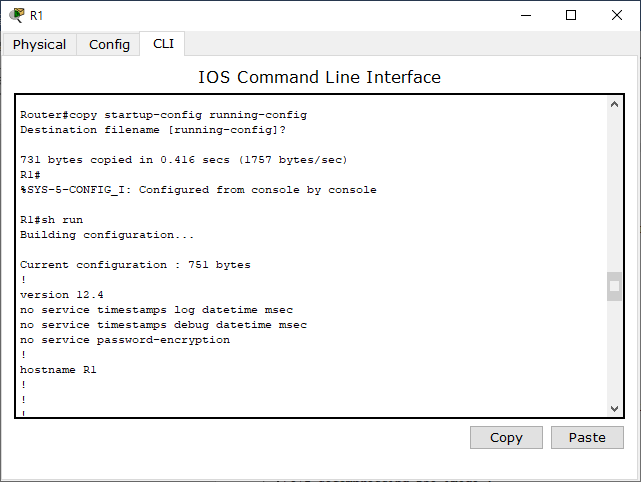 R1
Physical Config CLI
IOS Command Line Interface
Router#copy startup-config running-config
Destination filename [running-config]?
731 bytes copied in 0.416 secs (1757 bytes/sec)
R1#
%SYS-5-CONFIG_I: Configured from console by console
R1#sh run
Building configuration...
Current configuration : 751 bytes
!
version 12.4
no service timestamps log datetime msec
no service timestamps debug datetime msec
no service password-encryption
!
hostname R1
!
!
!
Copy Paste